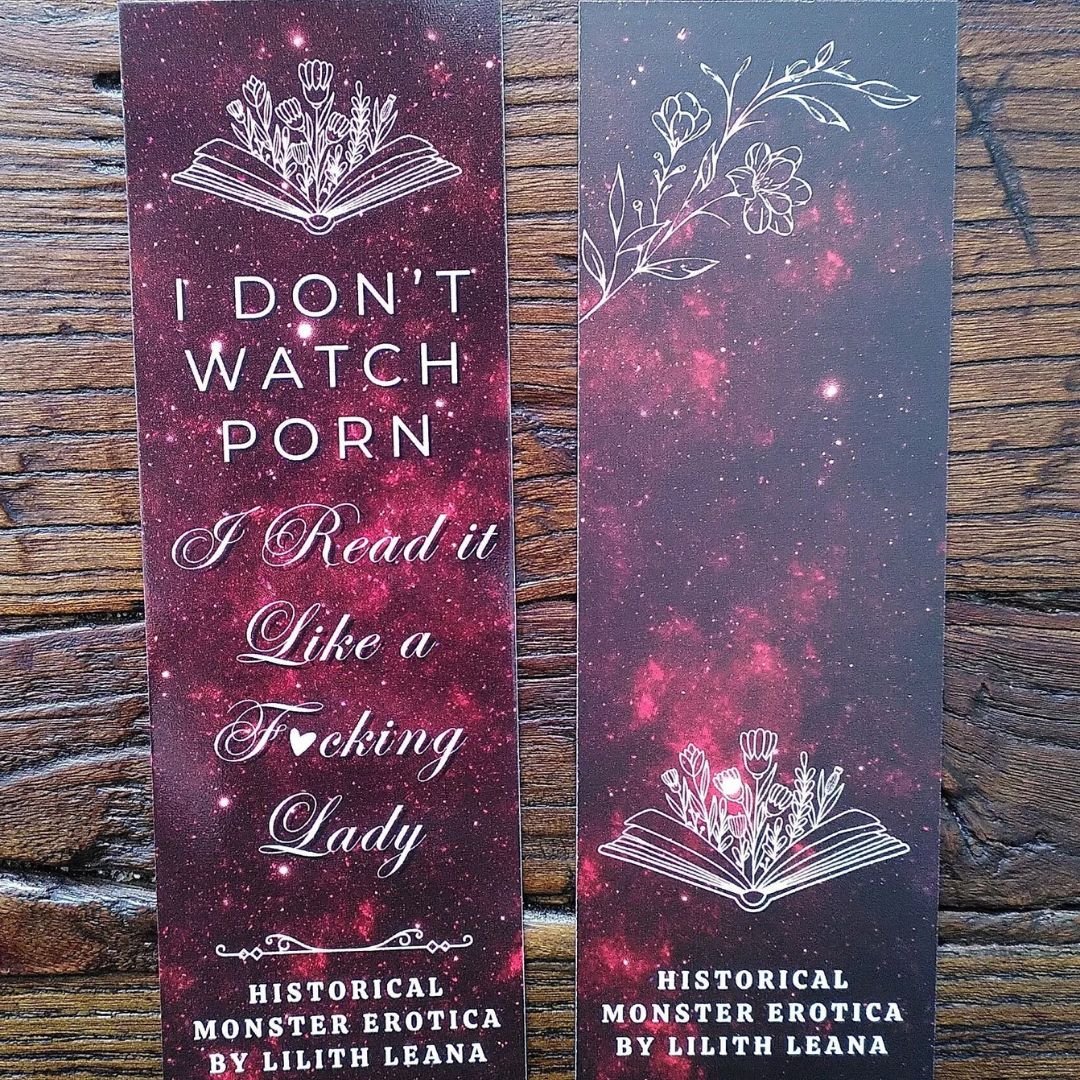 I DON'T
WATCH
PORN
I Read it
Like a
F♥cking
Lady
HISTORICAL
MONSTER EROTICA
BY LILITH LEANA
HISTORICAL
MONSTER EROTICA
BY LILITH LEANA